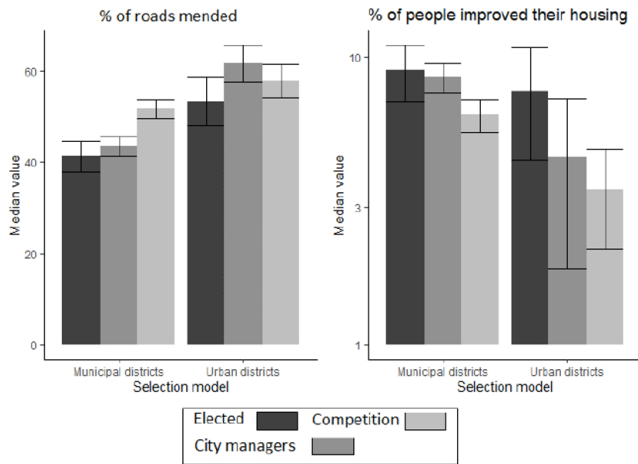 % of roads mended
Median value
60
40
20
0
Municipal districts Urban districts
Selection model
% of people improved their housing
Median value
10
3
1
Municipal districts Urban districts
Selection model
Elected Competition
City managers